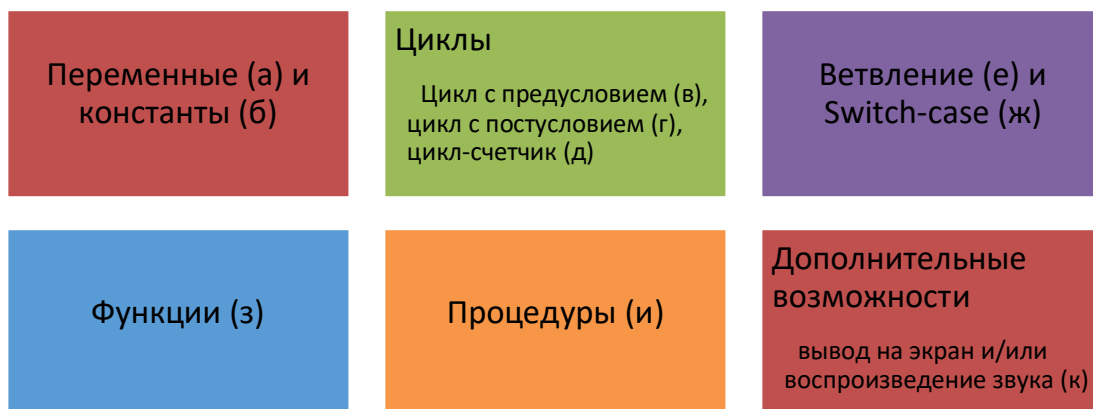 Переменные (а) и
константы (б)
Циклы
Цикл с предусловием (в),
цикл с постусловием (г),
цикл-счетчик (д)
Ветвление (е) и
Switch-case (ж)
Функции (з)
Процедуры (и)
Дополнительные
возможности
вывод на экран и/или
воспроизведение звука (к)